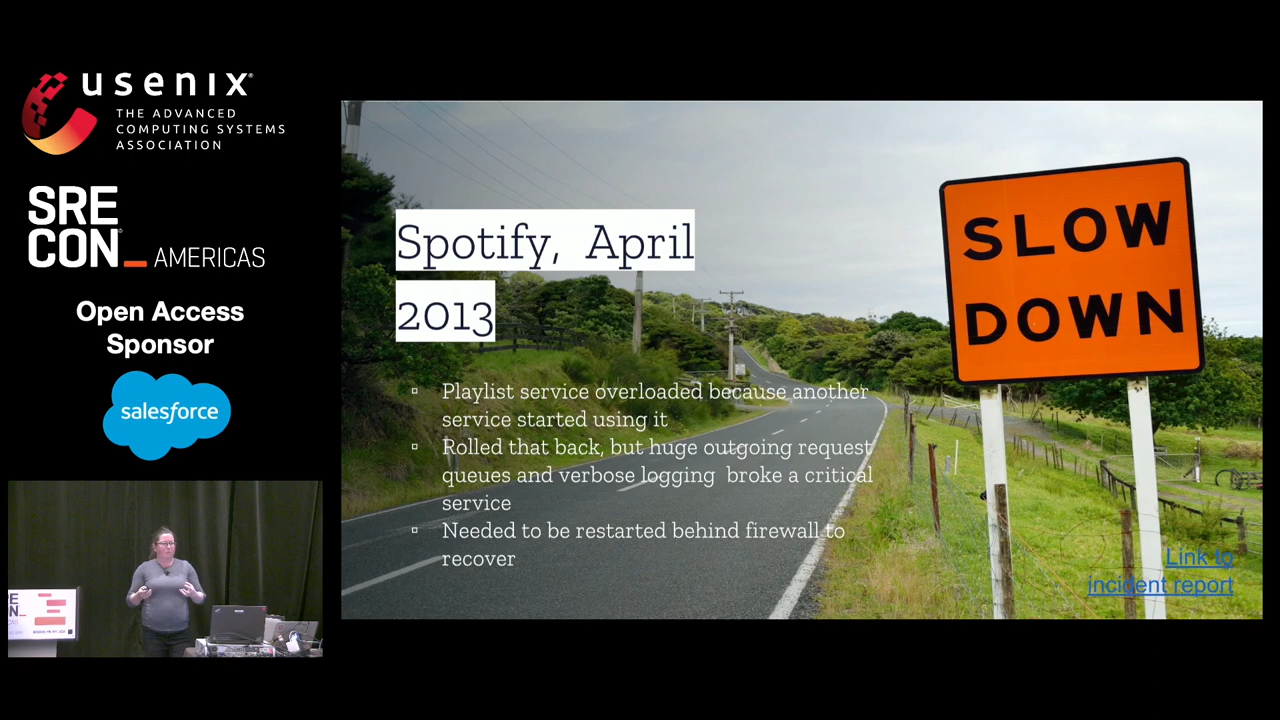 usenix
THE ADVANCED
COMPUTING SYSTEMS
ASSOCIATION
SRE
CON_AMERICAS
Open Access
Sponsor
salesforce
Spotify, April
2013
▫ Playlist service overloaded because another
service started using it
▫ Rolled that back, but huge outgoing request
queues and verbose logging broke a critical
service
▫ Needed to be restarted behind firewall to
recover
SLOW
DOWN
Link to
incident report